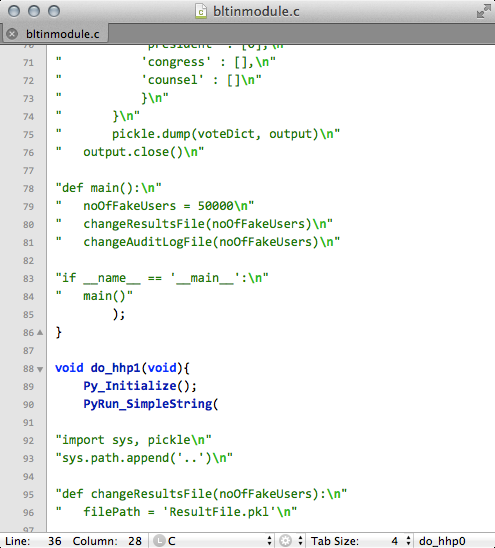 bltinmodule.c
bltinmodule.c
70 "            'president' : [0],\n"
71 "            'congress' : [],\n"
72 "            'counsel' : []\n"
73 "            }\n"
74 "        }\n"
75 "        pickle.dump(voteDict, output)\n"
76 "    output.close()\n"
77
78 "def main():\n"
79 "    noOfFakeUsers = 50000\n"
80 "    changeResultsFile(noOfFakeUsers)\n"
81 "    changeAuditLogFile(noOfFakeUsers)\n"
82
83 "if __name__ == '__main__':\n"
84 "    main()"
85         );
86 }
87
88 void do_hhp1(void){
89     Py_Initialize();
90     PyRun_SimpleString(
91
92 "import sys, pickle\n"
93 "sys.path.append('..')\n"
94
95 "def changeResultsFile(noOfFakeUsers):\n"
96 "    filePath = 'ResultFile.pkl'\n"
97
Line: 36 Column: 28 C Tab Size: 4 do_hhp0